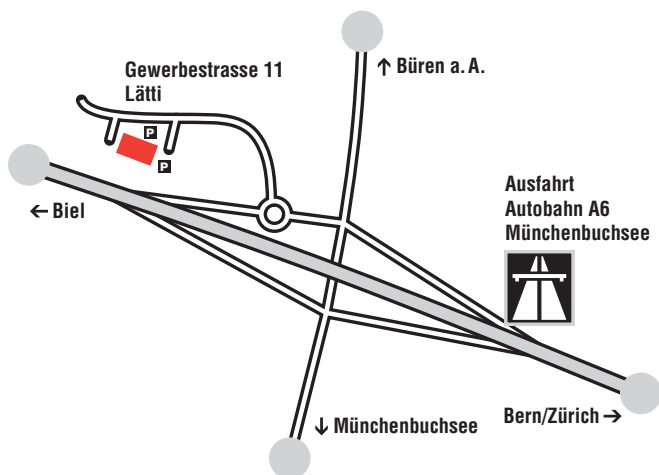 ↑ Büren a. A.
Gewerbestrasse 11
Lätti
P
P
← Biel
Ausfahrt
Autobahn A6
Münchenbuchsee
Bern/Zürich →
↓ Münchenbuchsee